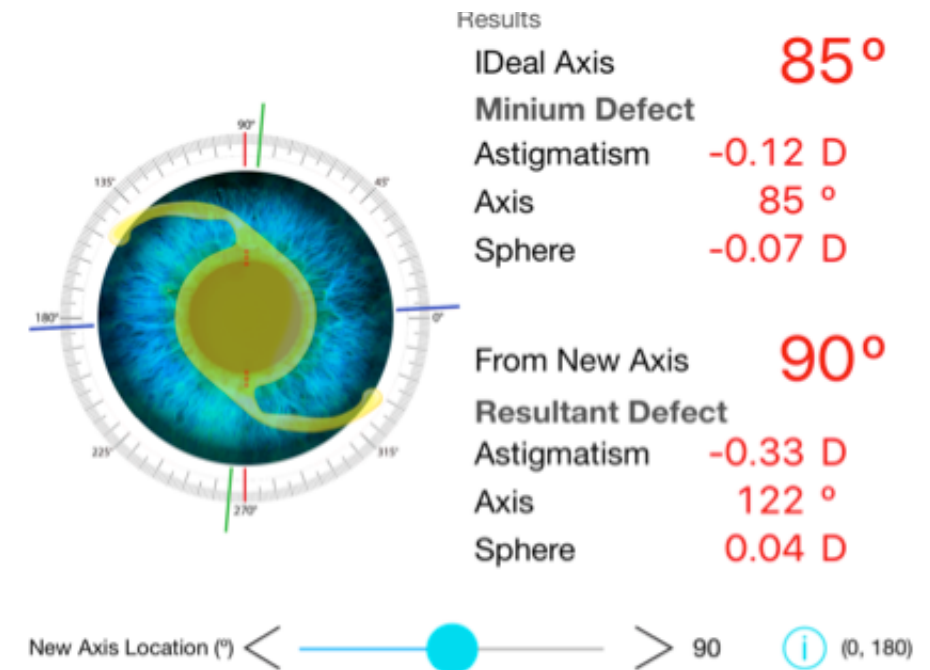 Results
IDeal Axis 85º
Minium Defect
Astigmatism -0.12 D
Axis 85 º
Sphere -0.07 D
90°
135° 45°
180° 0°
225° 315°
270°
From New Axis 90º
Resultant Defect
Astigmatism -0.33 D
Axis 122 º
Sphere 0.04 D
New Axis Location (º) < > 90 i (0, 180)